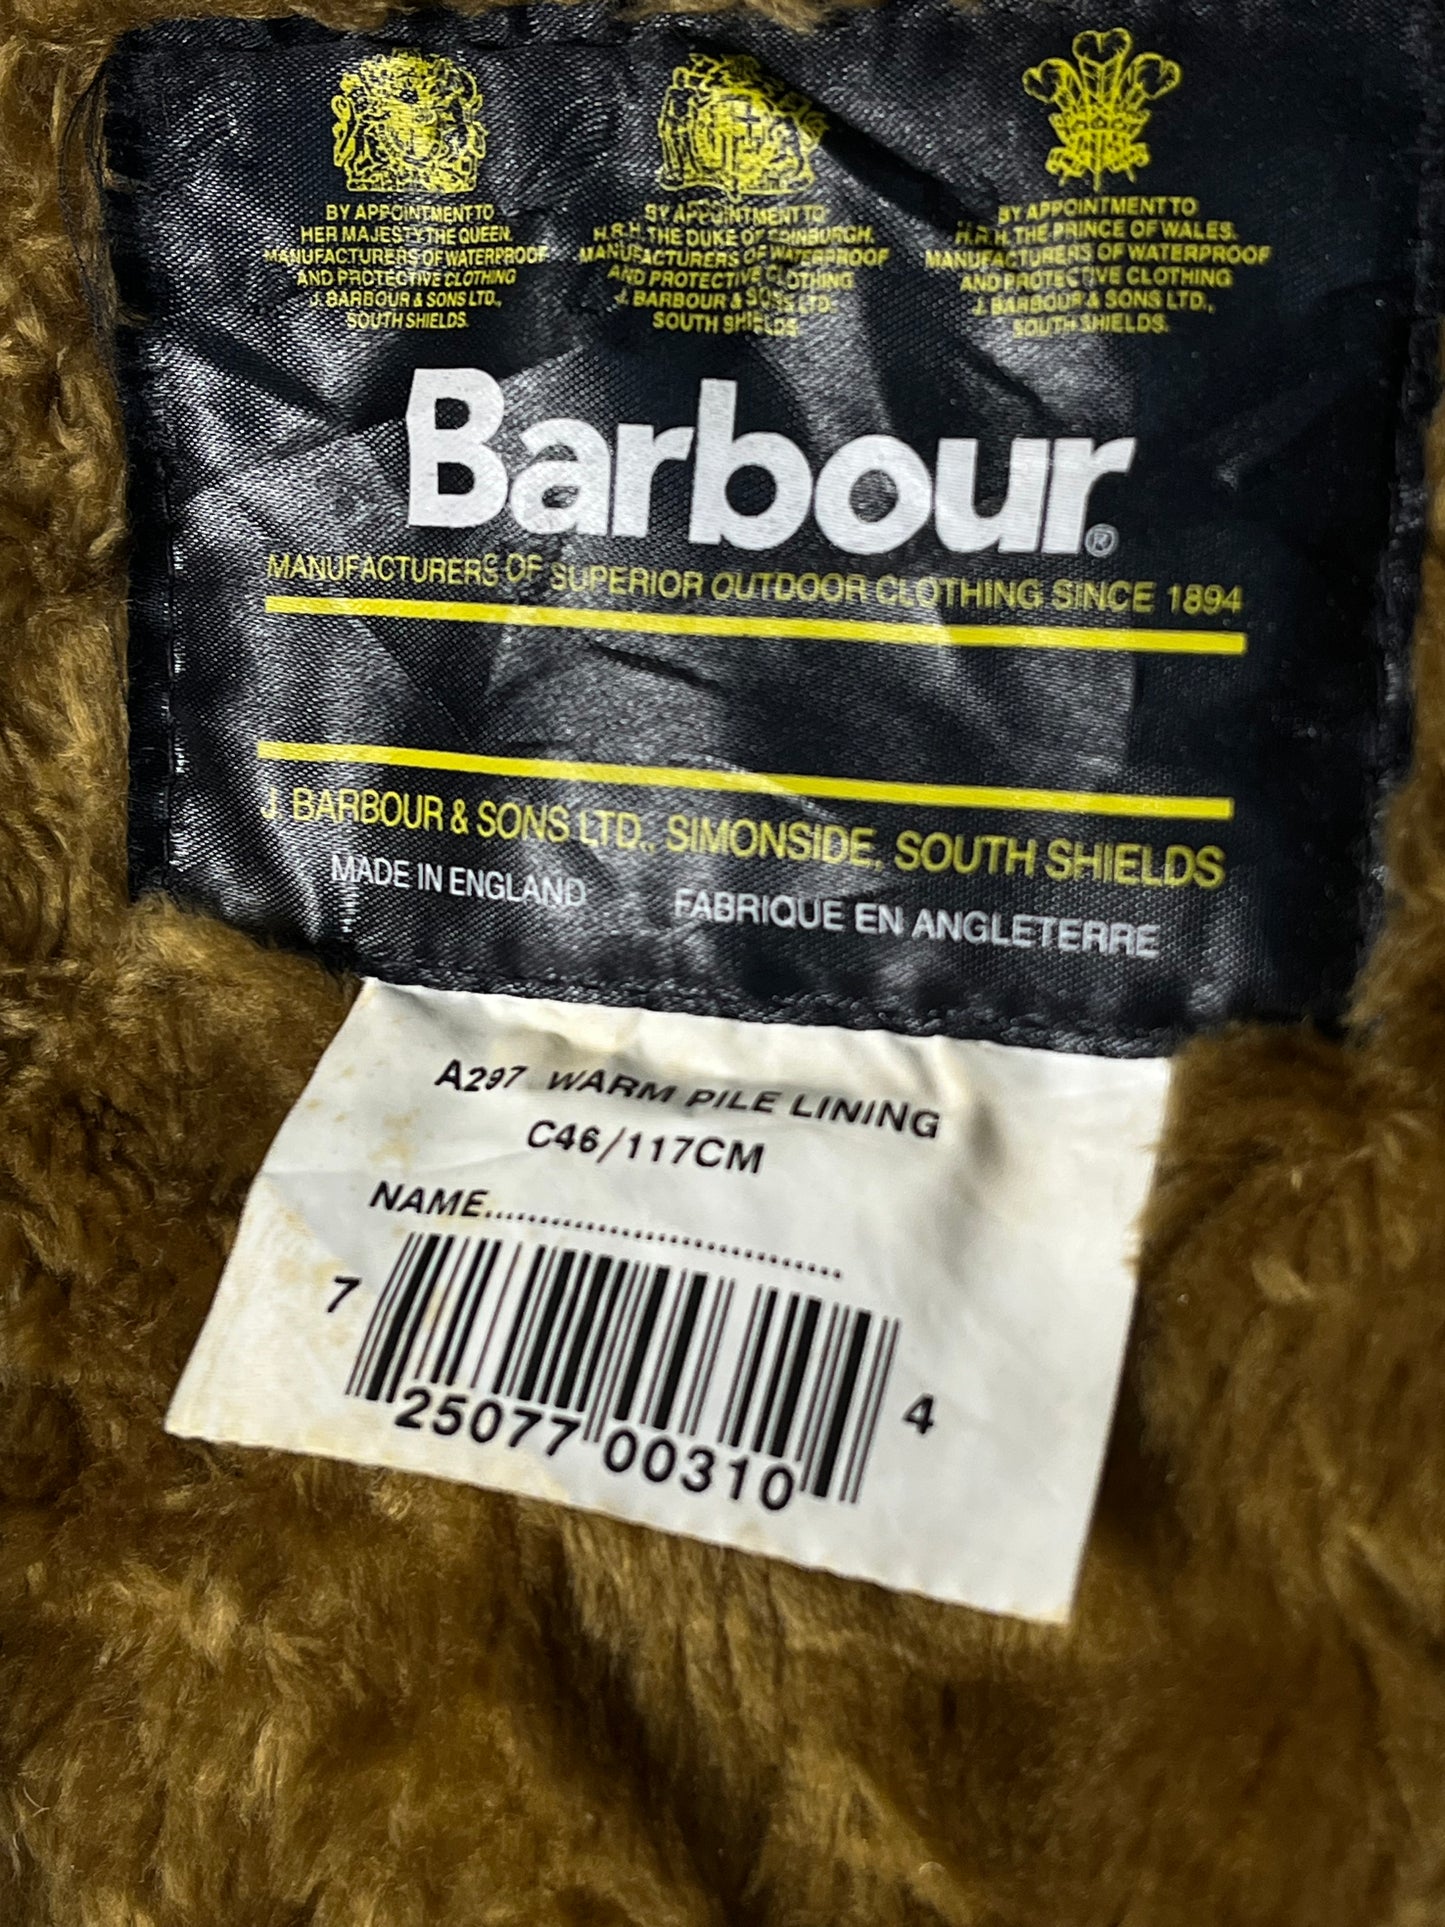 BY APPOINTMENT TO
HER MAJESTY THE QUEEN.
MANUFACTURERS OF WATERPROOF
AND PROTECTIVE CLOTHING
J. BARBOUR & SONS LTD.,
SOUTH SHIELDS.
BY APPOINTMENT TO
H.R.H. THE DUKE OF EDINBURGH.
MANUFACTURERS OF WATERPROOF
AND PROTECTIVE CLOTHING
J. BARBOUR & SONS LTD.
SOUTH SHIELDS.
BY APPOINTMENT TO
H.R.H. THE PRINCE OF WALES.
MANUFACTURERS OF WATERPROOF
AND PROTECTIVE CLOTHING
J. BARBOUR & SONS LTD.,
SOUTH SHIELDS.
Barbour®
MANUFACTURERS OF SUPERIOR OUTDOOR CLOTHING SINCE 1894
J. BARBOUR & SONS LTD., SIMONSIDE, SOUTH SHIELDS
MADE IN ENGLAND FABRIQUE EN ANGLETERRE
A297 WARM PILE LINING
C46/117CM
NAME.................................
7 25077 00310 4